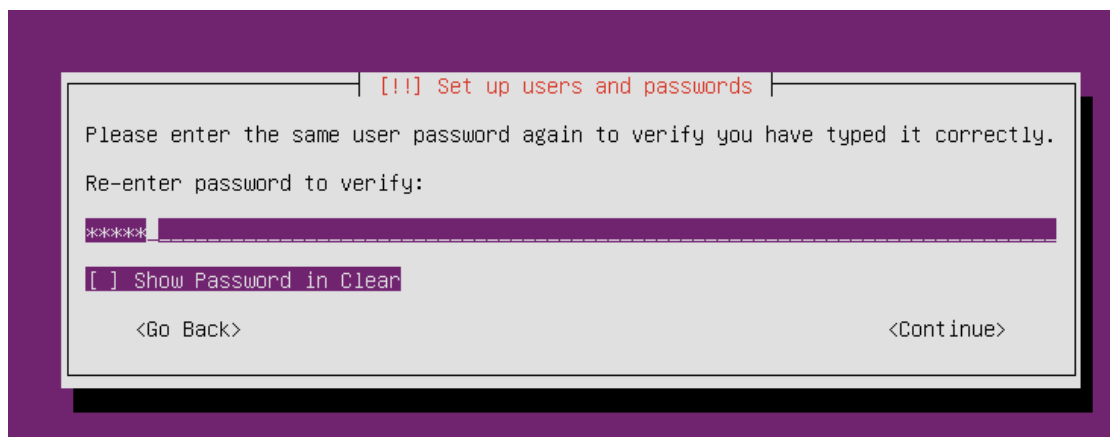 [!!] Set up users and passwords
Please enter the same user password again to verify you have typed it correctly.
Re-enter password to verify:
*****
[ ] Show Password in Clear
<Go Back> <Continue>